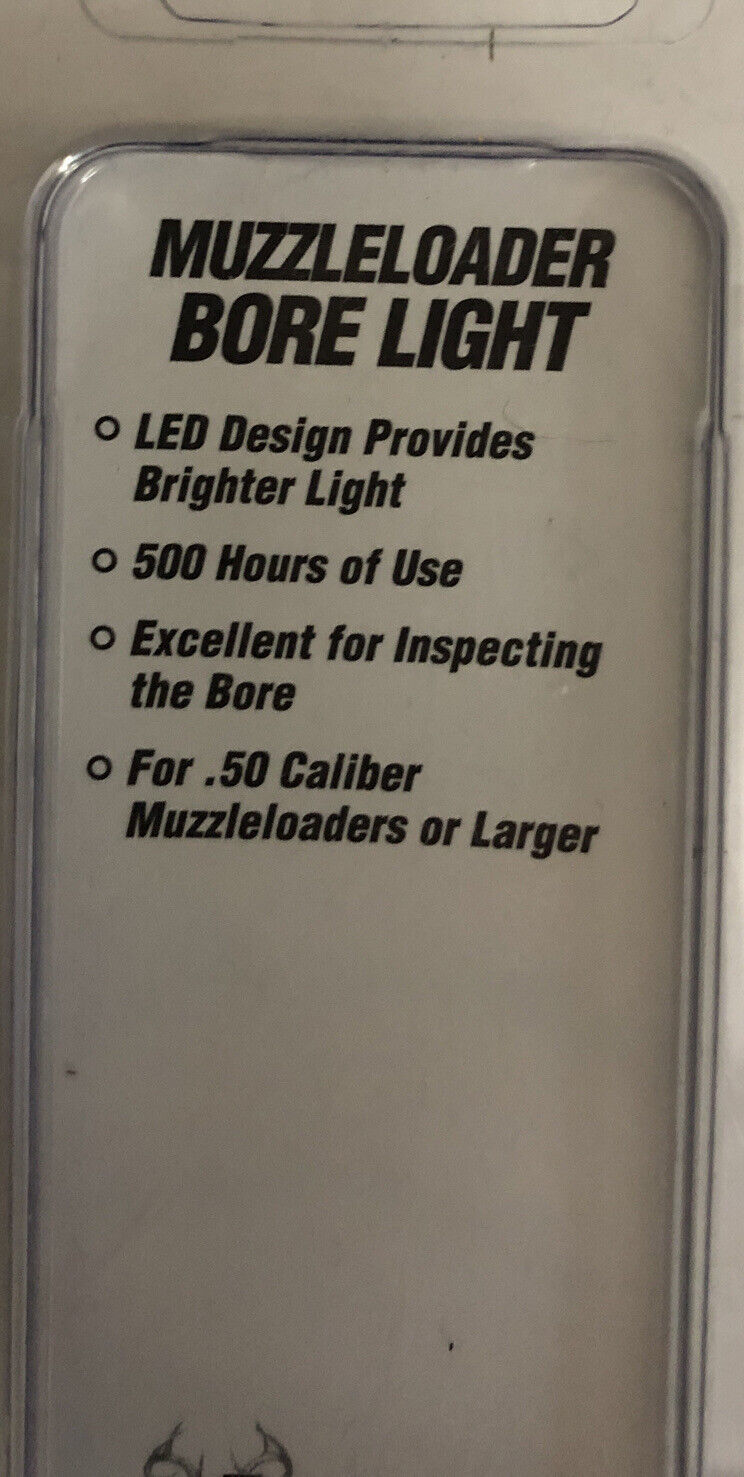 MUZZLELOADER
BORE LIGHT
LED Design Provides
Brighter Light
500 Hours of Use
Excellent for Inspecting
the Bore
For .50 Caliber
Muzzleloaders or Larger